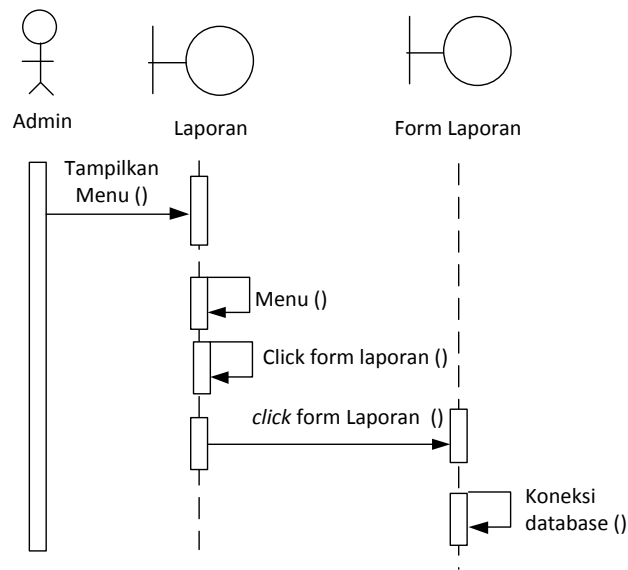 Admin
Laporan
Form Laporan
Tampilkan
Menu ()
Menu ()
Click form laporan ()
click form Laporan ()
Koneksi
database ()